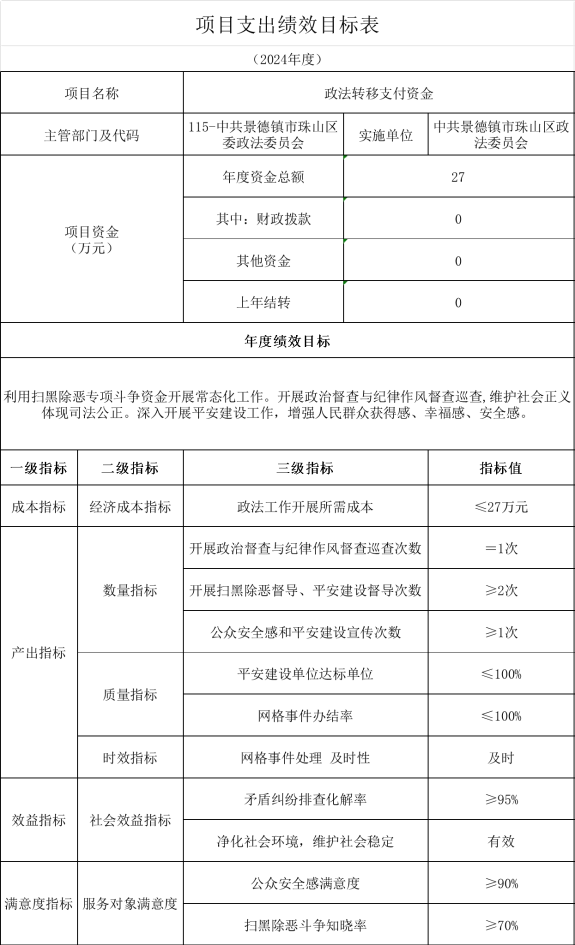 项目支出绩效目标表
（2024年度）
项目名称 政法转移支付资金
主管部门及代码 115-中共景德镇市珠山区委政法委员会 实施单位 中共景德镇市珠山区政法委员会
项目资金（万元） 年度资金总额 27
其中: 财政拨款 0
其他资金 0
上年结转 0
年度绩效目标
利用扫黑除恶专项斗争资金开展常态化工作。开展政治督查与纪律作风督查巡查,维护社会正义
体现司法公正。深入开展平安建设工作，增强人民群众获得感、幸福感、安全感。
一级指标 二级指标 三级指标 指标值
成本指标 经济成本指标 政法工作开展所需成本 ≤27万元
产出指标 数量指标 开展政治督查与纪律作风督查巡查次数 ＝1次
开展扫黑除恶督导、平安建设督导次数 ≥2次
公众安全感和平安建设宣传次数 ≥1次
质量指标 平安建设单位达标单位 ≤100%
网格事件办结率 ≤100%
时效指标 网格事件处理 及时性 及时
效益指标 社会效益指标 矛盾纠纷排查化解率 ≥95%
净化社会环境，维护社会稳定 有效
满意度指标 服务对象满意度 公众安全感满意度 ≥90%
扫黑除恶斗争知晓率 ≥70%